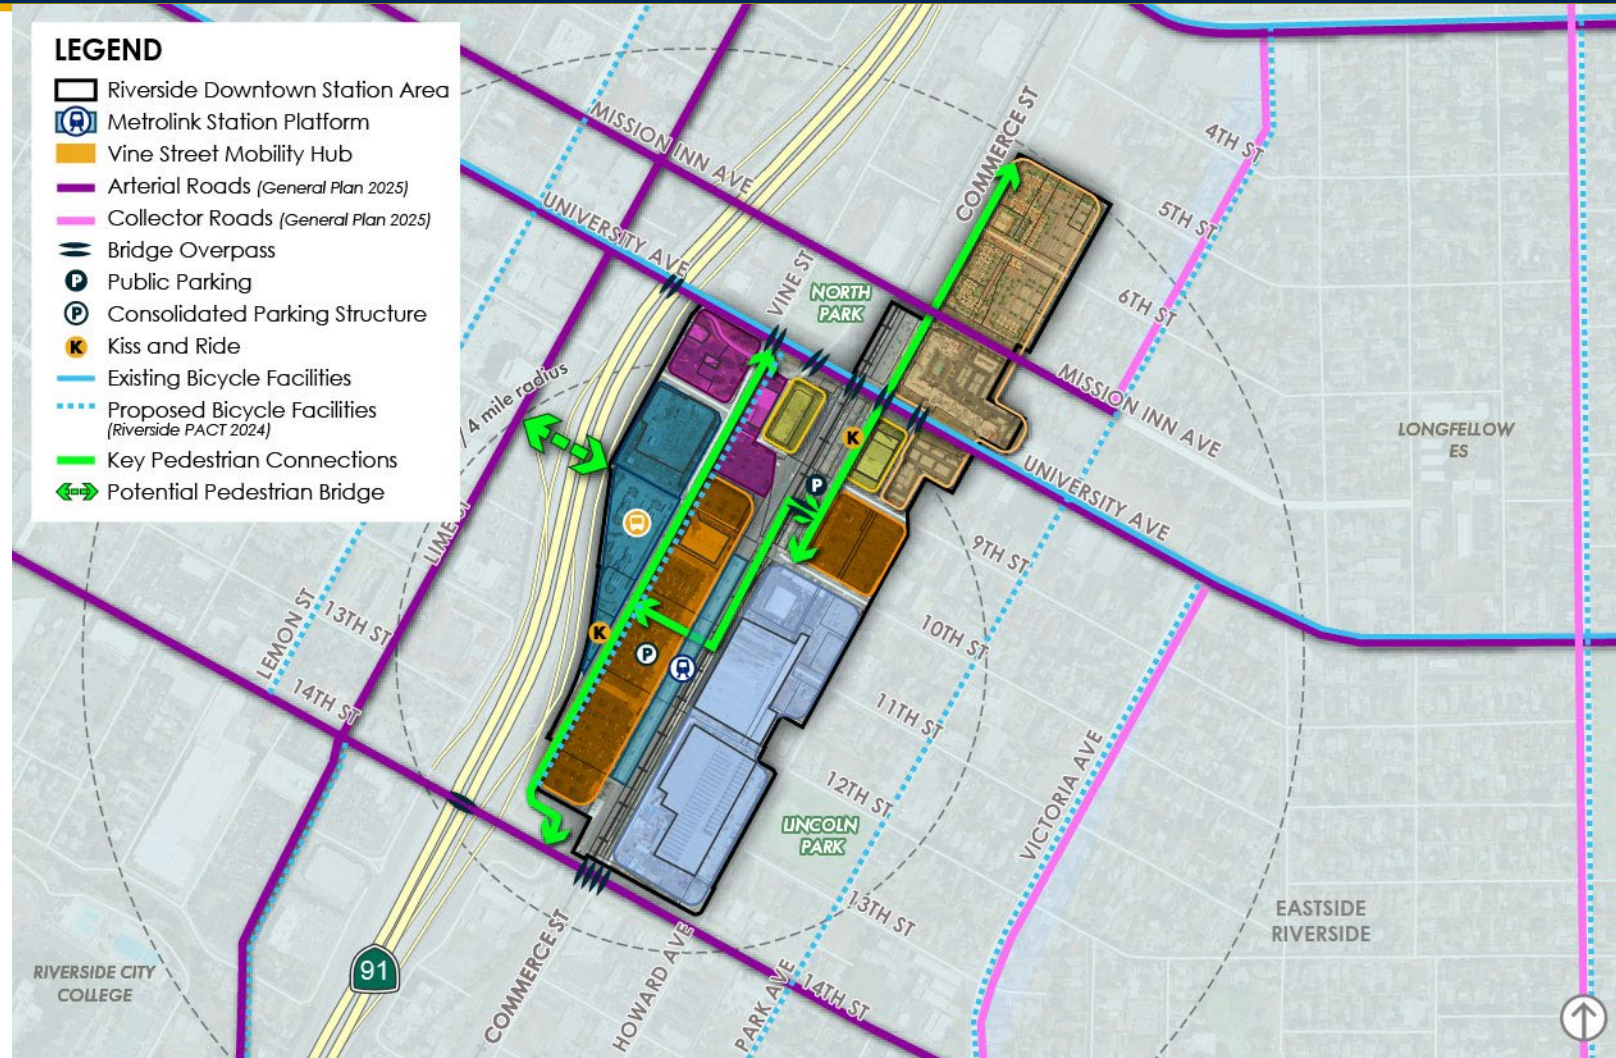 LEGEND
Riverside Downtown Station Area
Metrolink Station Platform
Vine Street Mobility Hub
Arterial Roads (General Plan 2025)
Collector Roads (General Plan 2025)
Bridge Overpass
P
Public Parking
P
Consolidated Parking Structure
K
Kiss and Ride
Existing Bicycle Facilities
Proposed Bicycle Facilities
(Riverside PACT 2024)
Key Pedestrian Connections
Potential Pedestrian Bridge
MISSION INN AVE
UNIVERSITY AVE
VINE ST
NORTH
PARK
COMMERCE ST
4TH ST
5TH ST
6TH ST
MISSION INN AVE
LONGFELLOW
ES
UNIVERSITY AVE
/4 mile radius
K
P
LIME
9TH ST
10TH ST
11TH ST
12TH ST
13TH ST
14TH ST
LEMON ST
13TH ST
14TH ST
K
P
LINCOLN
PARK
VICTORIA AVE
EASTSIDE
RIVERSIDE
RIVERSIDE CITY
COLLEGE
91
COMMERCE ST
HOWARD AVE
PARK AVE